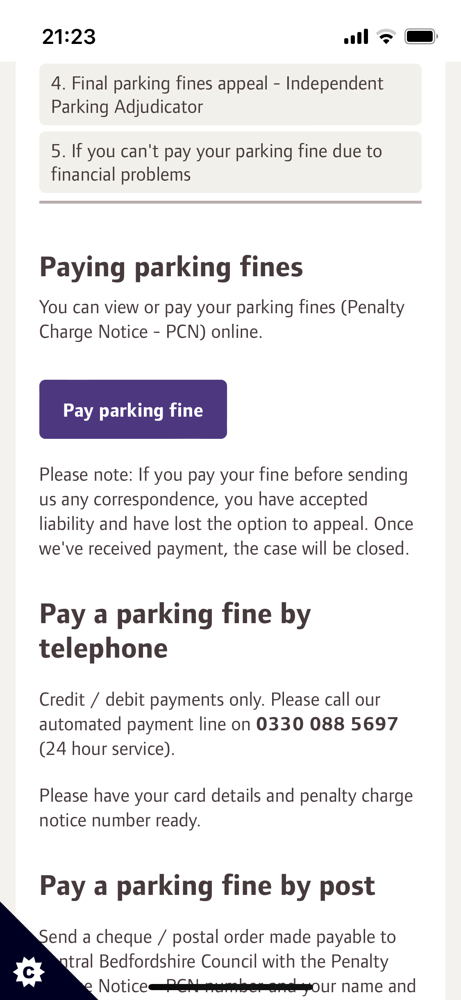 21:23
4. Final parking fines appeal - Independent
Parking Adjudicator
5. If you can't pay your parking fine due to
financial problems
Paying parking fines
You can view or pay your parking fines (Penalty
Charge Notice - PCN) online.
Pay parking fine
Please note: If you pay your fine before sending
us any correspondence, you have accepted
liability and have lost the option to appeal. Once
we've received payment, the case will be closed.
Pay a parking fine by
telephone
Credit / debit payments only. Please call our
automated payment line on 0330 088 5697
(24 hour service).
Please have your card details and penalty charge
notice number ready.
Pay a parking fine by post
Send a cheque / postal order made payable to
ntral Bedfordshire Council with the Penalty
e Notice - PCN number and your name and
C